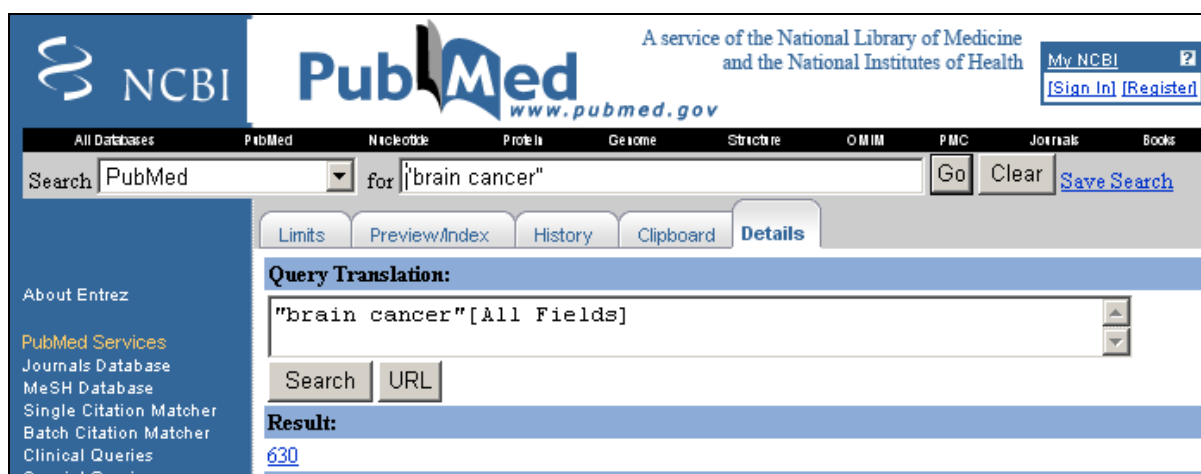 NCBI
PubMed
www.pubmed.gov
A service of the National Library of Medicine
and the National Institutes of Health
My NCBI ?
[Sign In] [Register]
All Databases PubMed Nucleotide Protein Genome Structure OMIM PMC Journals Books
Search PubMed for "brain cancer" Go Clear Save Search
Limits Preview/Index History Clipboard Details
Query Translation:
"brain cancer"[All Fields]
Search URL
Result:
630
About Entrez
PubMed Services
Journals Database
MeSH Database
Single Citation Matcher
Batch Citation Matcher
Clinical Queries